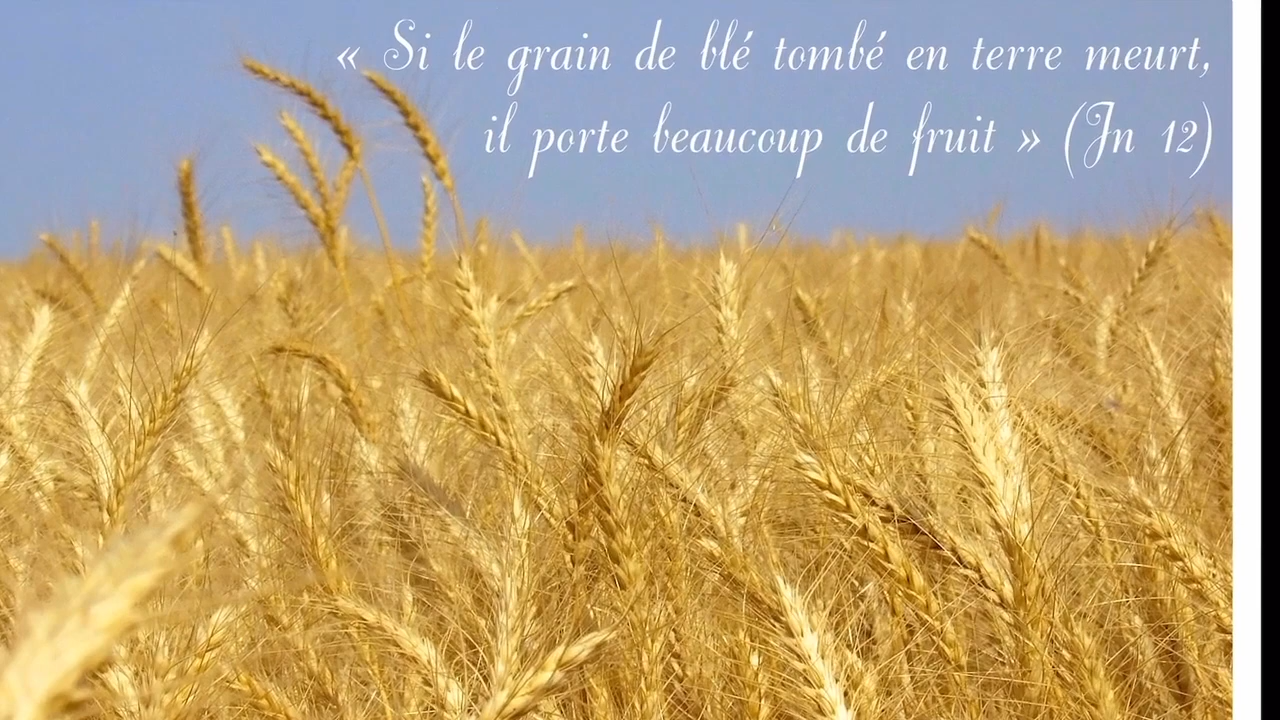 « Si le grain de blé tombé en terre meurt,
il porte beaucoup de fruit » (Jn 12)